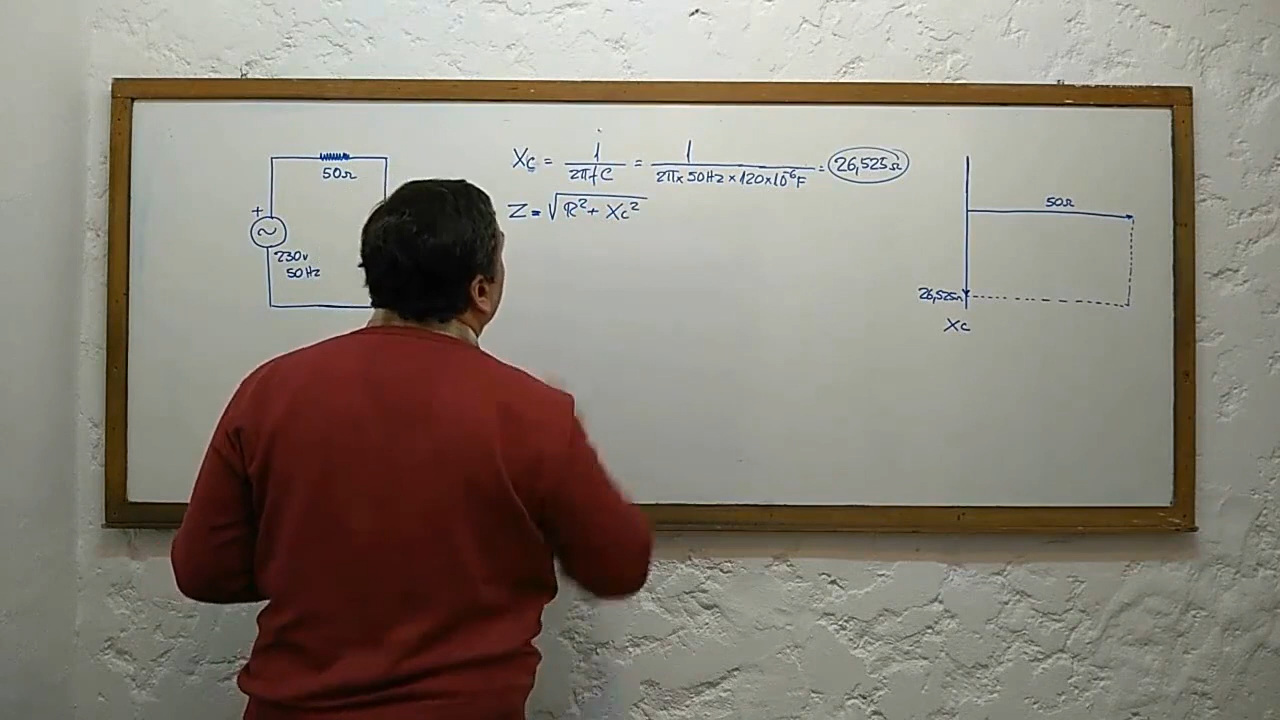 50Ω
+
~
230v
50Hz
Xc = 1/2πfC = 1/2π x 50Hz x 120x10⁻⁶F = 26,525Ω
Z = √R² + Xc²
50Ω
26,525Ω
Xc